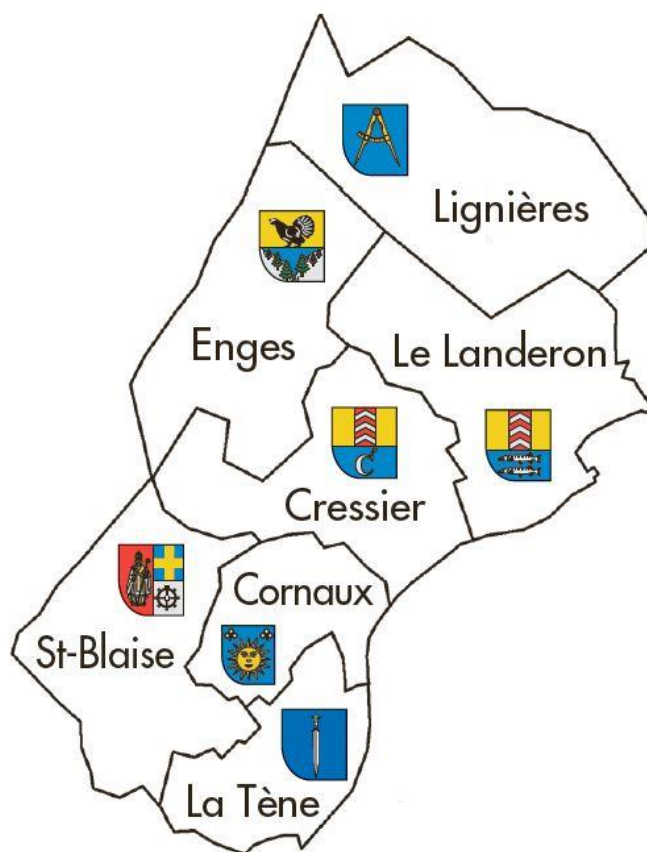 Lignières
Enges
Le Landeron
Cressier
Cornaux
St-Blaise
La Tène